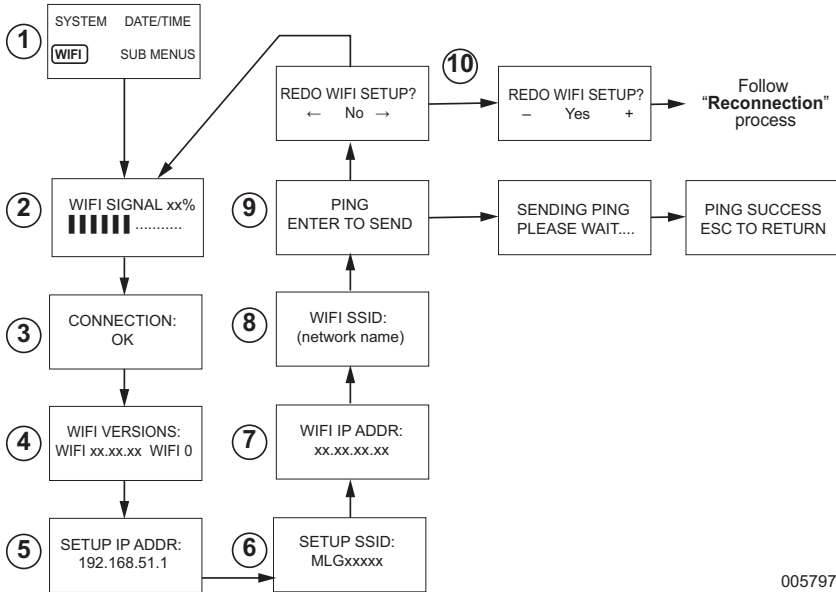 1
SYSTEM DATE/TIME
WIFI SUB MENUS
2
WIFI SIGNAL xx%
...........
3
CONNECTION:
OK
4
WIFI VERSIONS:
WIFI xx.xx.xx WIFI 0
5
SETUP IP ADDR:
192.168.51.1
6
SETUP SSID:
MLGxxxxx
7
WIFI IP ADDR:
xx.xx.xx.xx
8
WIFI SSID:
(network name)
9
PING
ENTER TO SEND
SENDING PING
PLEASE WAIT....
PING SUCCESS
ESC TO RETURN
10
REDO WIFI SETUP?
← No →
REDO WIFI SETUP?
– Yes +
Follow
“Reconnection”
process
005797